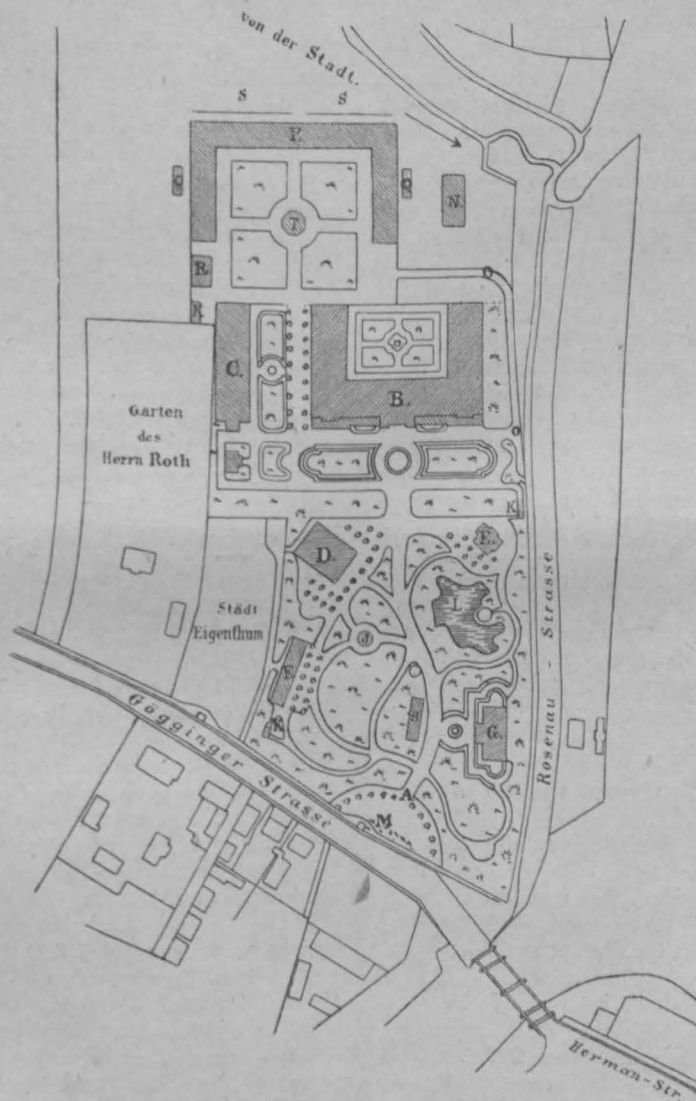 von der Stadt.
S S
O
O
N.
T
R
K
C.
B.
Garten
des
Herrn Roth
K
D.
Städt
Eigenthum
L
J
G.
A
M
Rosenau - Strasse
Gögginger Strasse
Herman-Str.